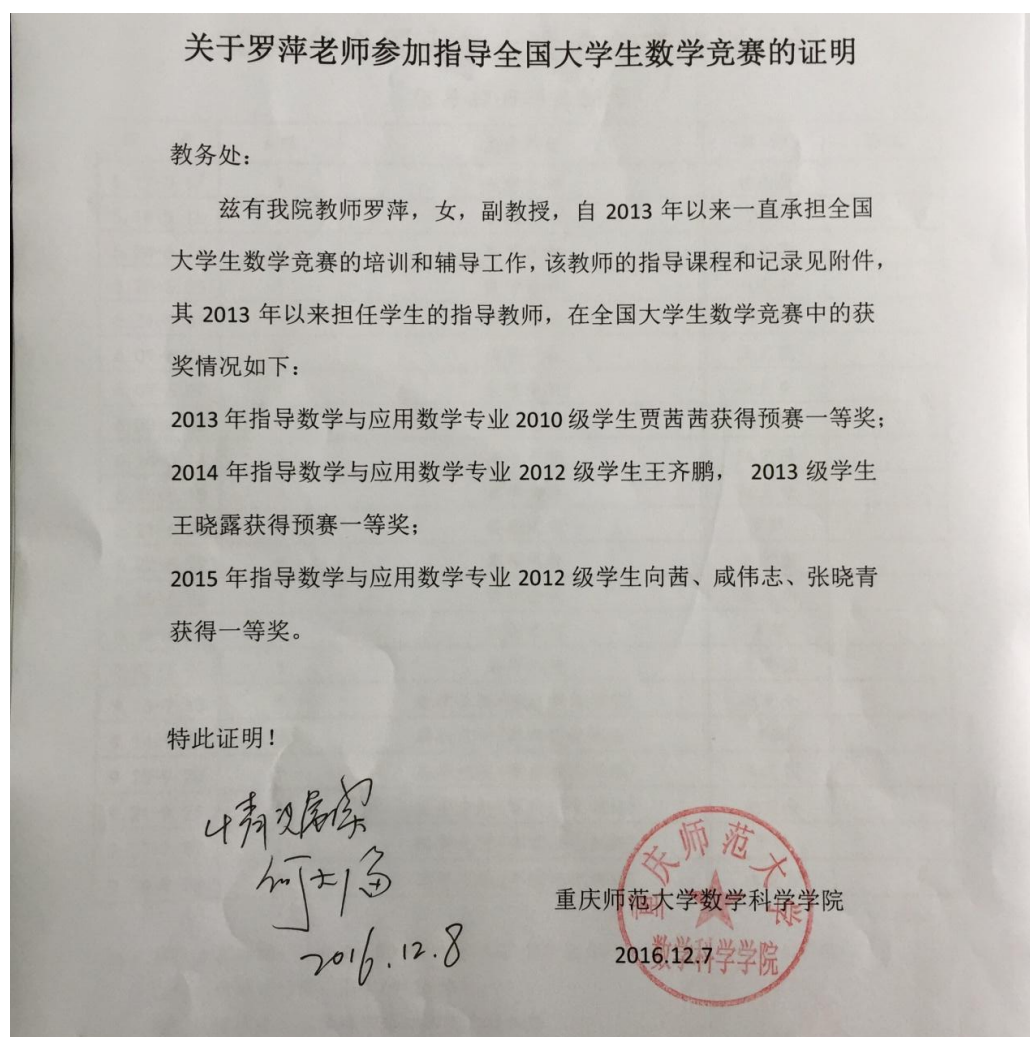 关于罗萍老师参加指导全国大学生数学竞赛的证明
教务处：
兹有我院教师罗萍，女，副教授，自 2013 年以来一直承担全国
大学生数学竞赛的培训和辅导工作，该教师的指导课程和记录见附件，
其 2013 年以来担任学生的指导教师，在全国大学生数学竞赛中的获
奖情况如下：
2013 年指导数学与应用数学专业 2010 级学生贾茜茜获得预赛一等奖；
2014 年指导数学与应用数学专业 2012 级学生王齐鹏， 2013 级学生
王晓露获得预赛一等奖；
2015 年指导数学与应用数学专业 2012 级学生向茜、咸伟志、张晓青
获得一等奖。
特此证明！
情况属实
2016.12.8
重庆师范大学
重庆师范大学数学科学学院
数学科学学院
2016.12.7